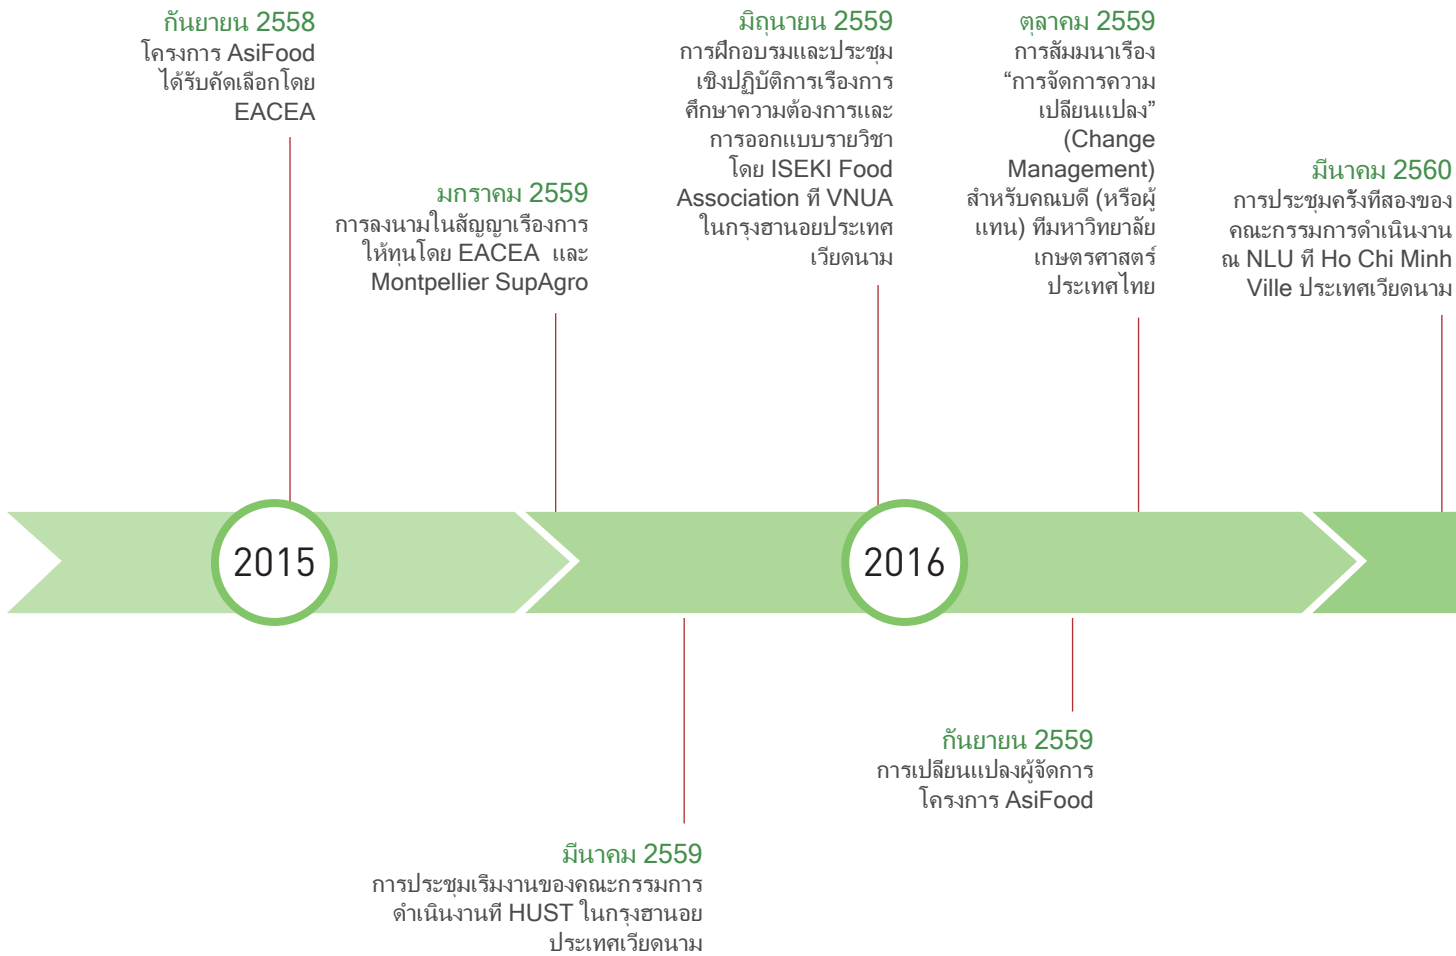 กันยายน 2558
โครงการ AsiFood
ได้รับคัดเลือกโดย
EACEA
มกราคม 2559
การลงนามในสัญญาเรืองการ
ให้ทุนโดย EACEA และ
Montpellier SupAgro
มิถุนายน 2559
การฝึกอบรมและประชุม
เชิงปฏิบัติการเรืองการ
ศึกษาความต้องการและ
การออกแบบรายวิชา
โดย ISEKI Food
Association ที VNUA
ในกรุงฮานอยประเทศ
เวียดนาม
ตุลาคม 2559
การสัมมนาเรือง
“การจัดการความ
เปลียนแปลง”
(Change
Management)
สำหรับคณบดี (หรือผู้
แทน) ทีมหาวิทยาลัย
เกษตรศาสตร์
ประเทศไทย
มีนาคม 2560
การประชุมครั้งทีสองของ
คณะกรรมการดำเนินงาน
ณ NLU ที Ho Chi Minh
Ville ประเทศเวียดนาม
2015
2016
มีนาคม 2559
การประชุมเริมงานของคณะกรรมการ
ดำเนินงานที HUST ในกรุงฮานอย
ประเทศเวียดนาม
กันยายน 2559
การเปลียนแปลงผู้จัดการ
โครงการ AsiFood